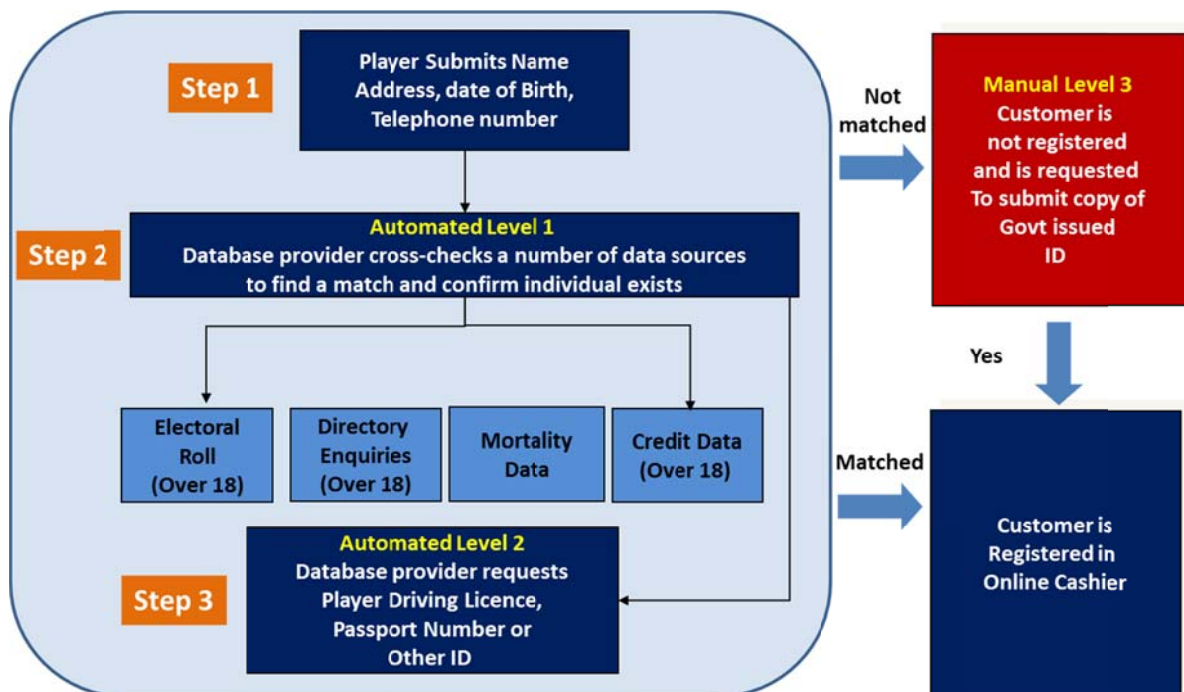 Step 1
Player Submits Name
Address, date of Birth,
Telephone number
Step 2
Automated Level 1
Database provider cross-checks a number of data sources
to find a match and confirm individual exists
Electoral
Roll
(Over 18)
Directory
Enquiries
(Over 18)
Mortality
Data
Credit Data
(Over 18)
Step 3
Automated Level 2
Database provider requests
Player Driving Licence,
Passport Number or
Other ID
Not
matched
Manual Level 3
Customer is
not registered
and is requested
To submit copy of
Govt issued
ID
Yes
Matched
Customer is
Registered in
Online Cashier